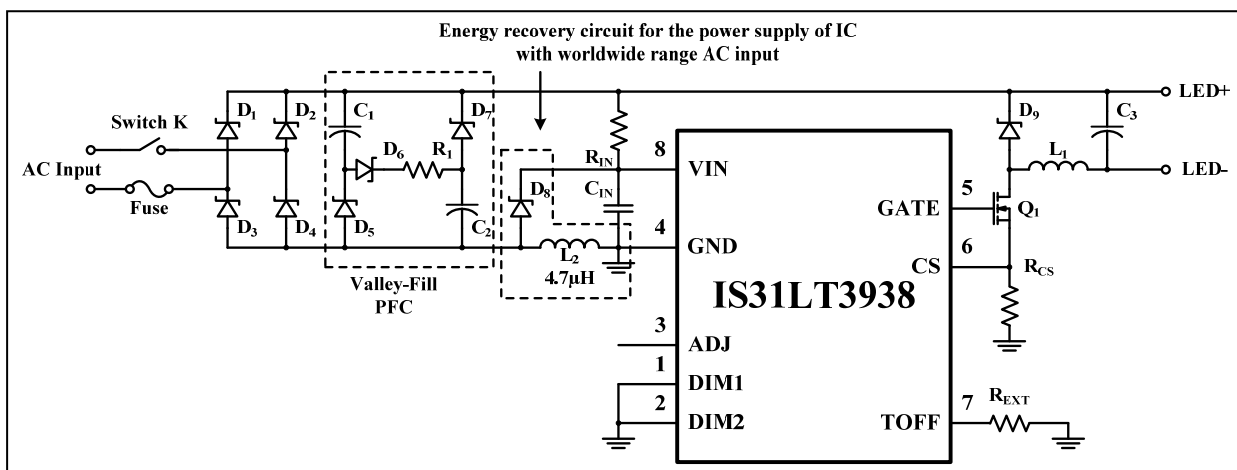 Energy recovery circuit for the power supply of IC
with worldwide range AC input
Switch K
AC Input
Fuse
D1
D2
D3
D4
C1
D5
D6
R1
D7
C2
Valley-Fill
PFC
D8
RIN
CIN
L2
4.7μH
8
VIN
4
GND
3
ADJ
1
DIM1
2
DIM2
IS31LT3938
5
GATE
6
CS
7
TOFF
REXT
RCS
Q1
D9
L1
C3
LED+
LED-